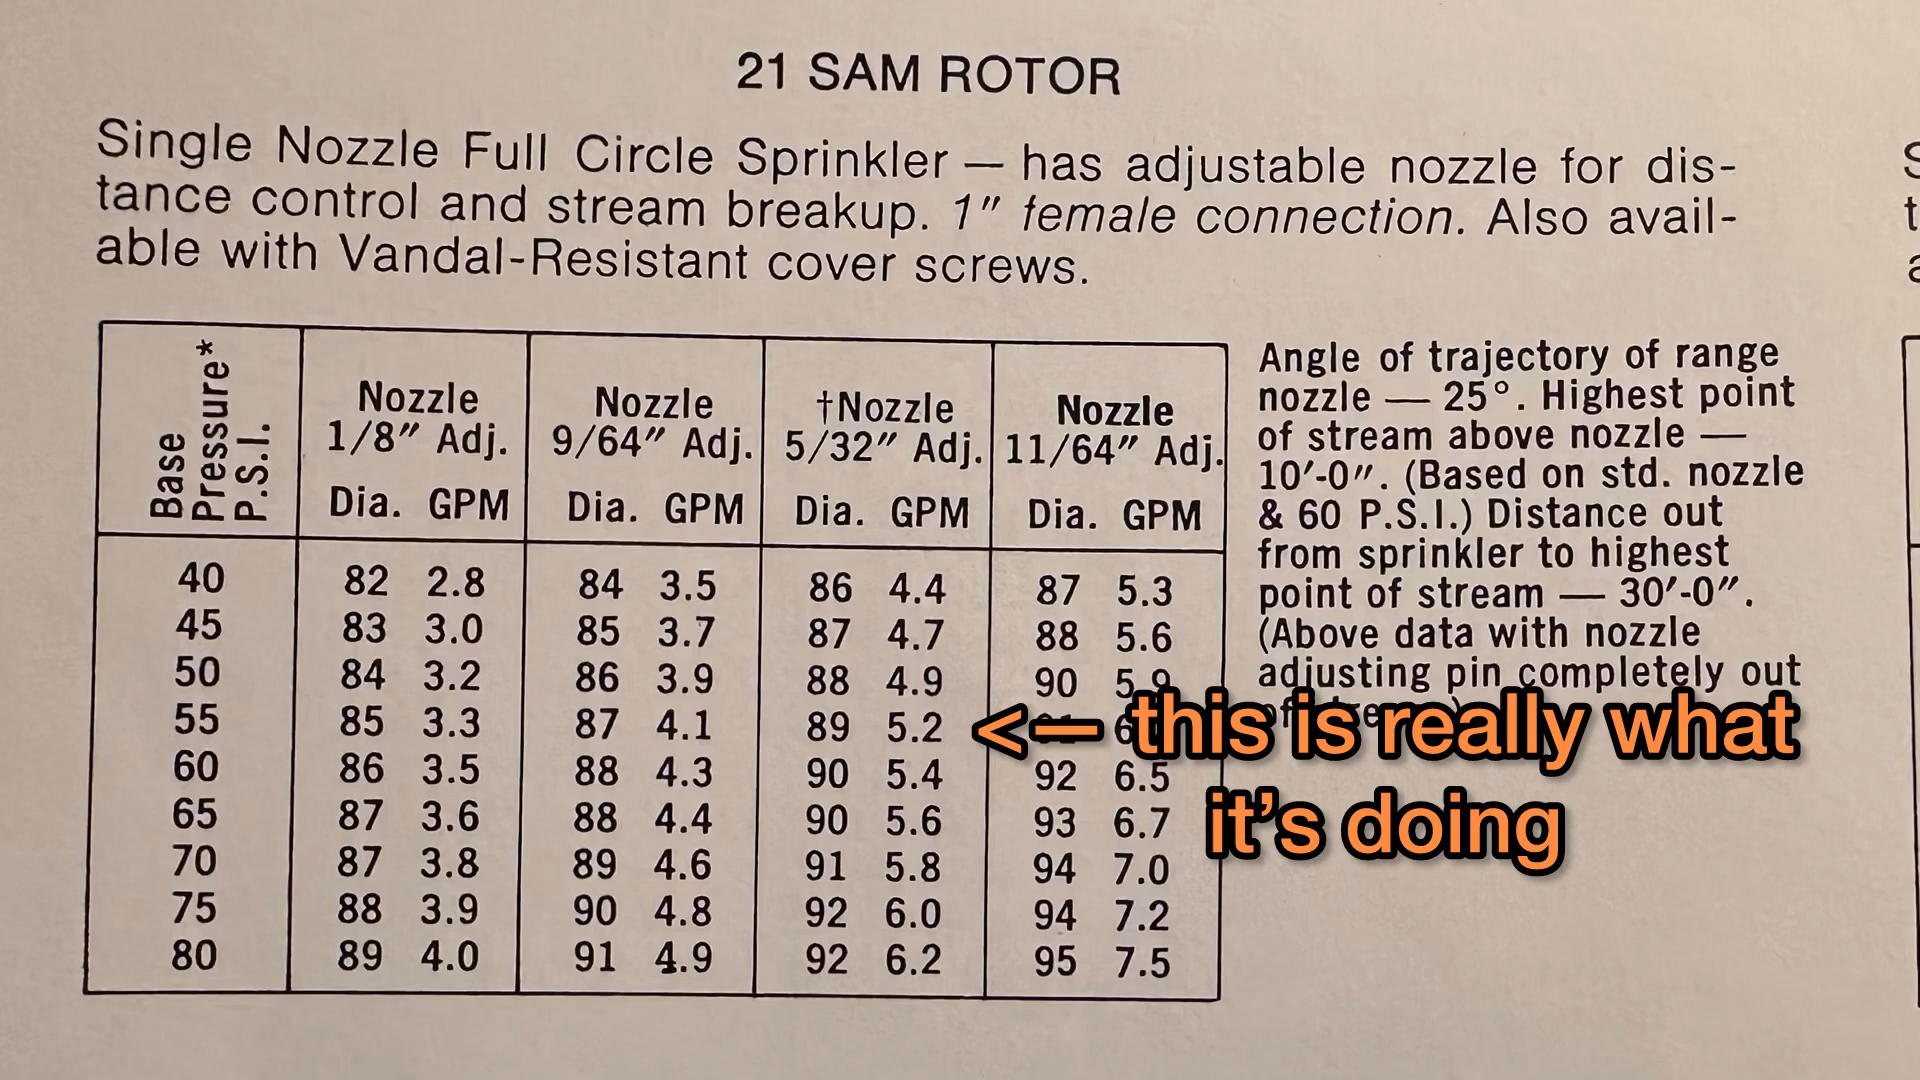 21 SAM ROTOR
Single Nozzle Full Circle Sprinkler — has adjustable nozzle for dis-
tance control and stream breakup. 1″ female connection. Also avail-
able with Vandal-Resistant cover screws.
Base Pressure* P.S.I.
Nozzle 1/8″ Adj. Nozzle 9/64″ Adj. †Nozzle 5/32″ Adj. Nozzle 11/64″ Adj.
Dia. GPM Dia. GPM Dia. GPM Dia. GPM
40 82 2.8 84 3.5 86 4.4 87 5.3
45 83 3.0 85 3.7 87 4.7 88 5.6
50 84 3.2 86 3.9 88 4.9 90 5.9
55 85 3.3 87 4.1 89 5.2
60 86 3.5 88 4.3 90 5.4 92 6.5
65 87 3.6 88 4.4 90 5.6 93 6.7
70 87 3.8 89 4.6 91 5.8 94 7.0
75 88 3.9 90 4.8 92 6.0 94 7.2
80 89 4.0 91 4.9 92 6.2 95 7.5
Angle of trajectory of range
nozzle — 25°. Highest point
of stream above nozzle —
10′-0″. (Based on std. nozzle
& 60 P.S.I.) Distance out
from sprinkler to highest
point of stream — 30′-0″.
(Above data with nozzle
adjusting pin completely out
<— this is really what
it’s doing